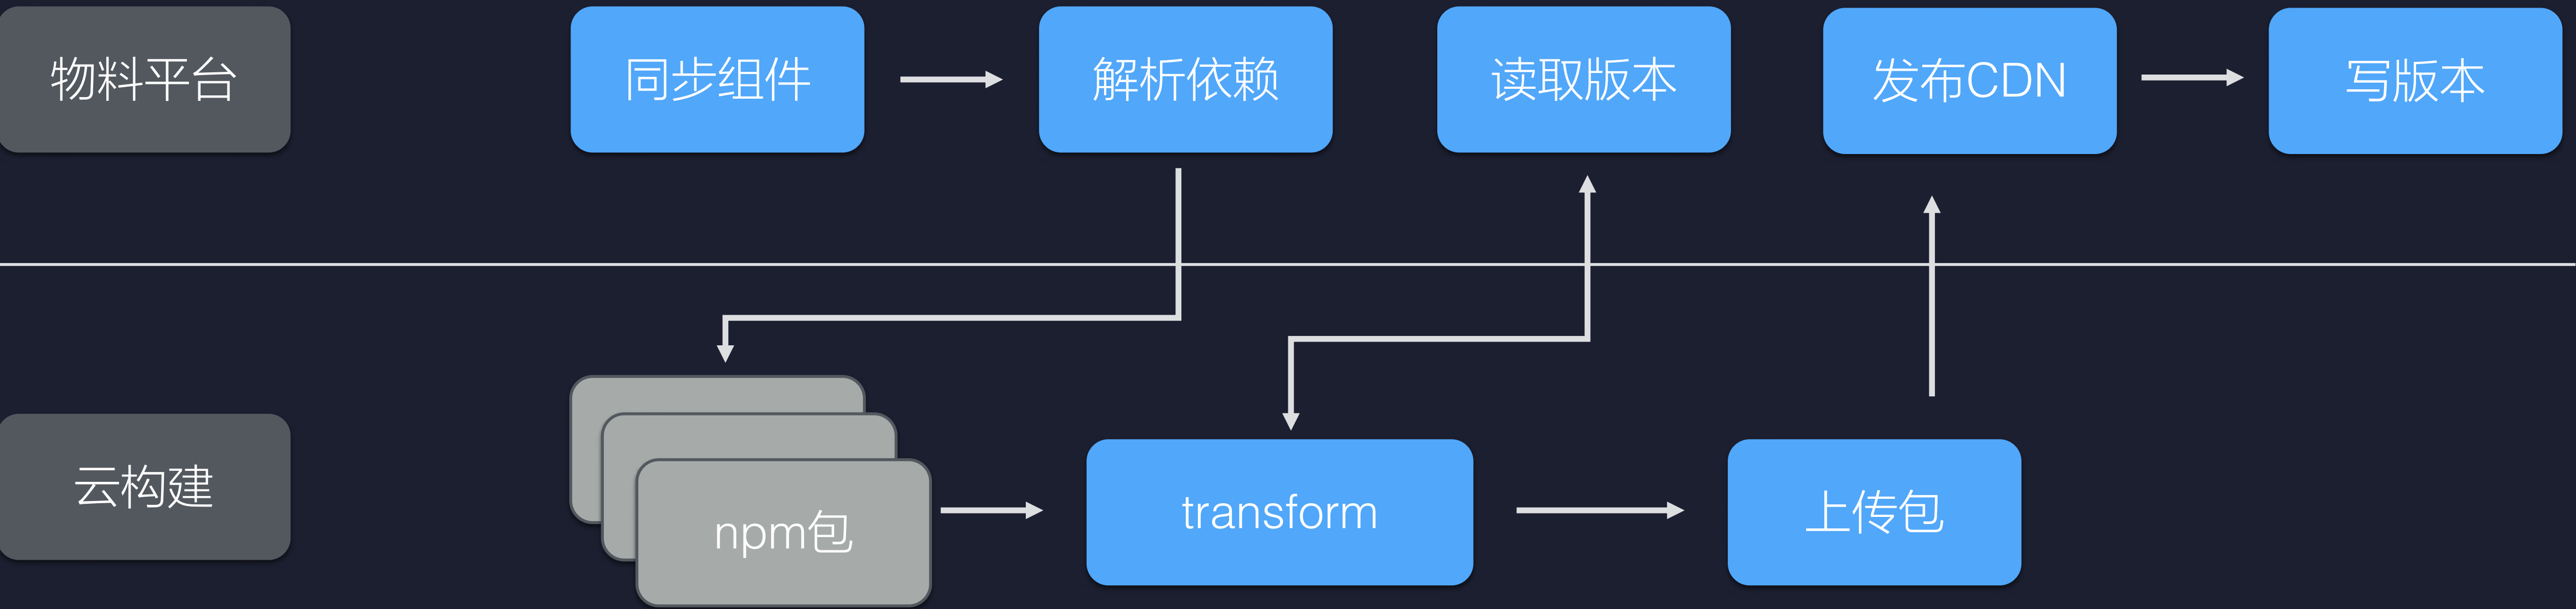 物料平台
同步组件
解析依赖
读取版本
发布CDN
写版本
云构建
npm包
transform
上传包